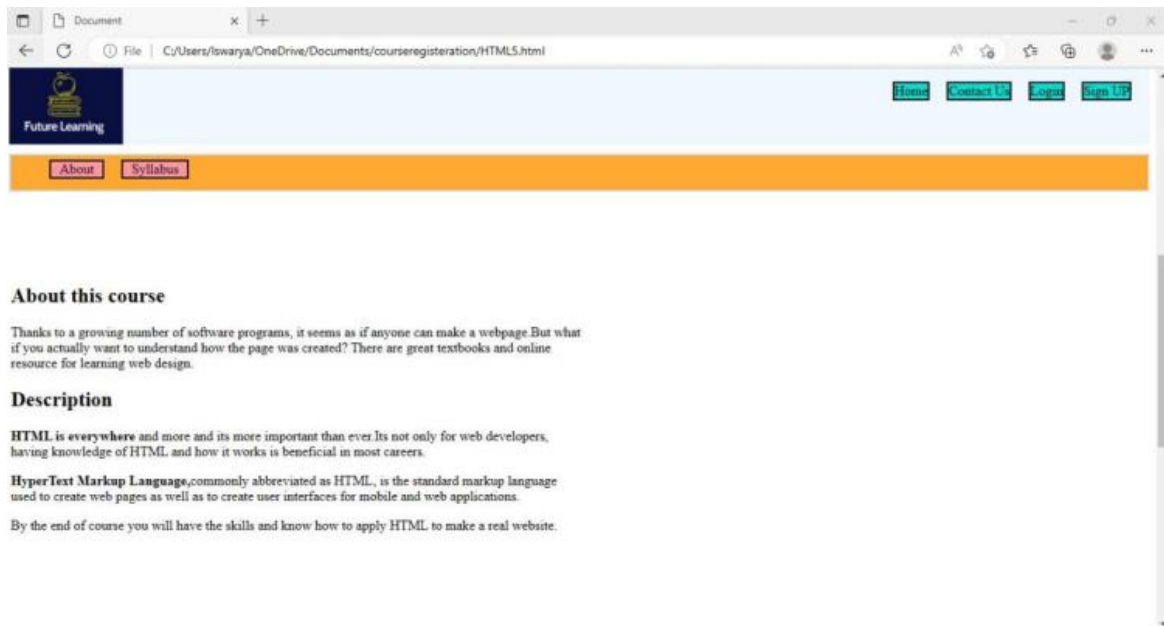 Document
File
C:/Users/Iswarya/OneDrive/Documents/courseregisteration/HTML5.html
Future Learning
Home Contact Us Login Sign UP
About Syllabus
About this course
Thanks to a growing number of software programs, it seems as if anyone can make a webpage.But what
if you actually want to understand how the page was created? There are great textbooks and online
resource for learning web design.
Description
HTML is everywhere and more and its more important than ever.Its not only for web developers,
having knowledge of HTML and how it works is beneficial in most careers.
HyperText Markup Language,commonly abbreviated as HTML, is the standard markup language
used to create web pages as well as to create user interfaces for mobile and web applications.
By the end of course you will have the skills and know how to apply HTML to make a real website.